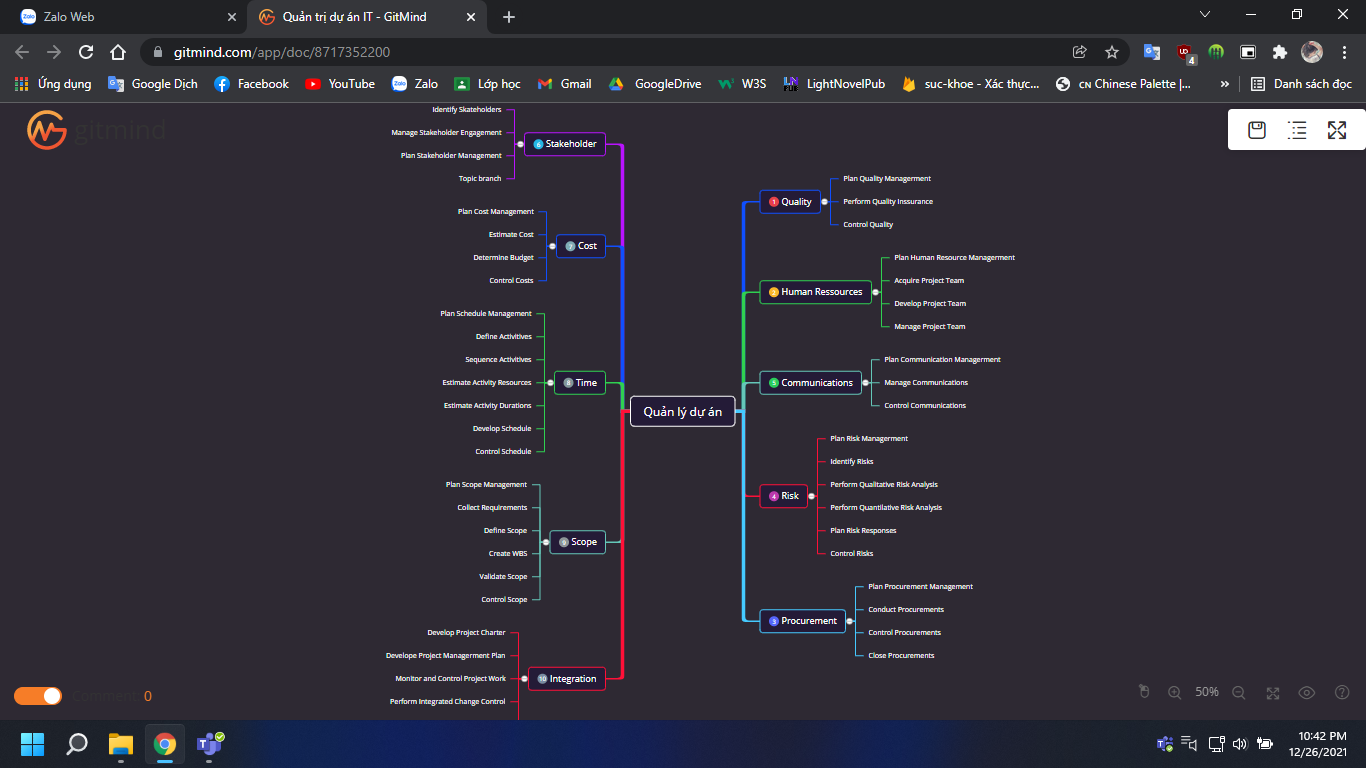 Zalo Web
Quản trị dự án IT - GitMind
gitmind.com/app/doc/8717352200
4
Ứng dụng
Google Dịch
Facebook
YouTube
Zalo
Lớp học
Gmail
GoogleDrive
W3S
LightNovelPub
suc-khoe - Xác thực...
CN Chinese Palette |...
»
Danh sách đọc
gitmind
Identify Skateholders
Manage Stakeholder Engagement
Plan Stakeholder Management
Topic branch
6 Stakeholder
Plan Cost Management
Estimate Cost
Determine Budget
Control Costs
7 Cost
Plan Schedule Management
Define Activitives
Sequence Activitives
Estimate Activity Resources
Estimate Activity Durations
Develop Schedule
Control Schedule
8 Time
Plan Scope Management
Collect Requirements
Define Scope
Create WBS
Validate Scope
Control Scope
9 Scope
Develop Project Charter
Develope Project Management Plan
Monitor and Control Project Work
Perform Integrated Change Control
10 Integration
Quản lý dự án
1 Quality
Plan Quality Management
Perform Quality Inssurance
Control Quality
2 Human Ressources
Plan Human Resource Management
Acquire Project Team
Develop Project Team
Manage Project Team
5 Communications
Plan Communication Management
Manage Communications
Control Communications
4 Risk
Plan Risk Management
Identify Risks
Perform Qualitative Risk Analysis
Perform Quantilative Risk Analysis
Plan Risk Responses
Control Risks
3 Procurement
Plan Procurement Management
Conduct Procurements
Control Procurements
Close Procurements
Comment 0
50%
10:42 PM
12/26/2021